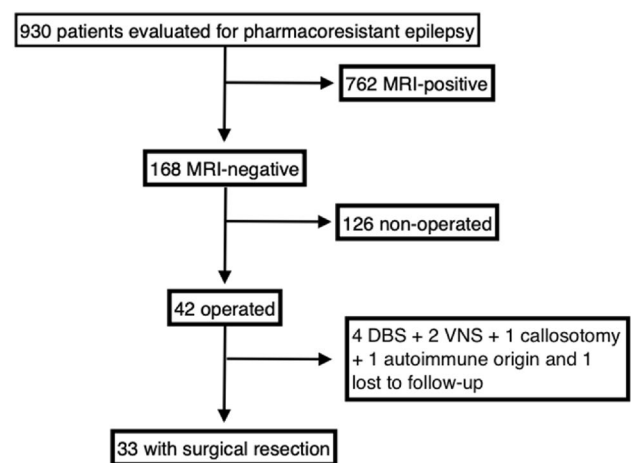 930 patients evaluated for pharmacoresistant epilepsy
762 MRI-positive
168 MRI-negative
126 non-operated
42 operated
4 DBS + 2 VNS + 1 callosotomy
+ 1 autoimmune origin and 1
lost to follow-up
33 with surgical resection